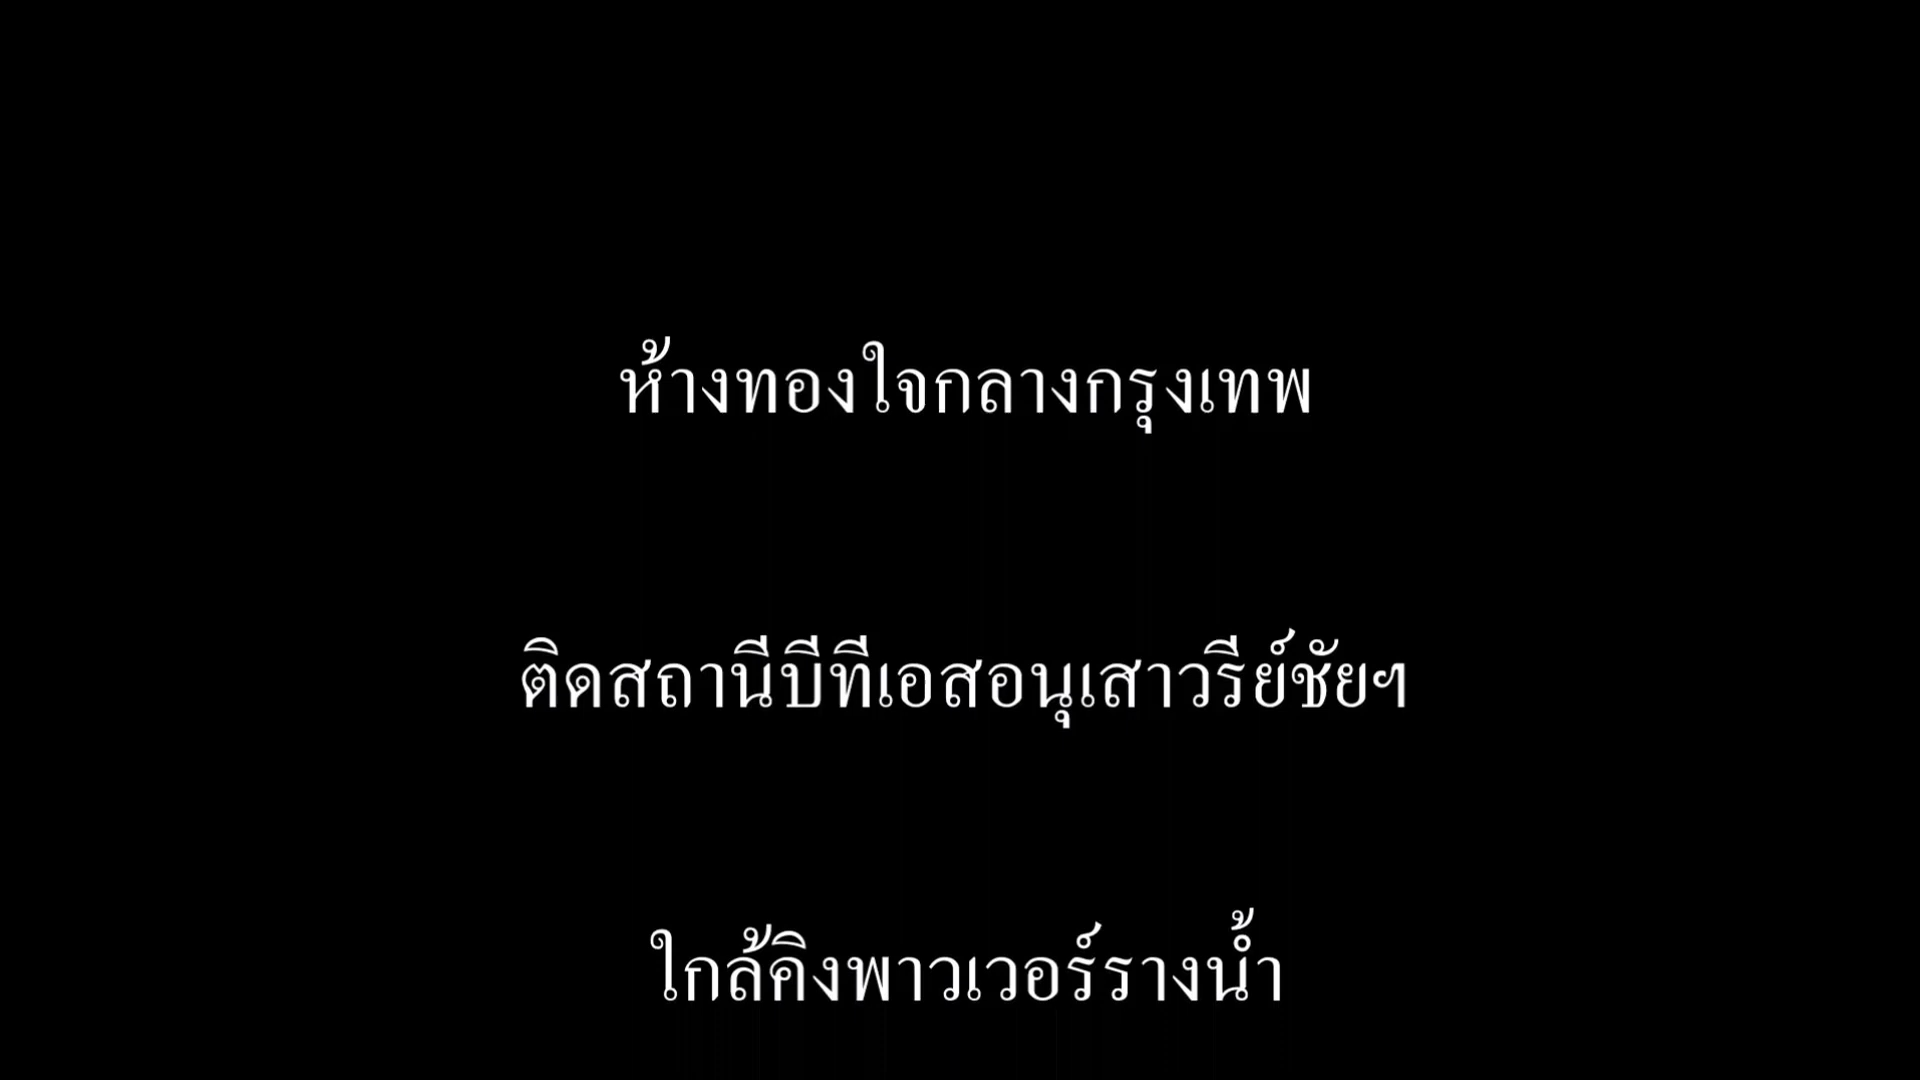 ห้างทองใจกลางกรุงเทพ
ติดสถานีบีทีเอสอนุเสาวรีย์ชัยฯ
ใกล้คิงพาวเวอร์รางน้ำ